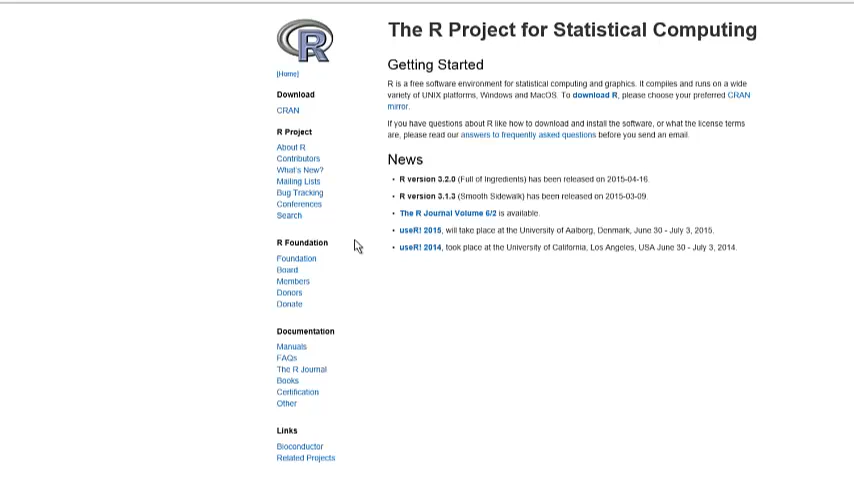 R
[Home]
Download
CRAN
R Project
About R
Contributors
What's New?
Mailing Lists
Bug Tracking
Conferences
Search
R Foundation
Foundation
Board
Members
Donors
Donate
Documentation
Manuals
FAQs
The R Journal
Books
Certification
Other
Links
Bioconductor
Related Projects
The R Project for Statistical Computing
Getting Started
R is a free software environment for statistical computing and graphics. It compiles and runs on a wide
variety of UNIX platforms, Windows and MacOS. To download R, please choose your preferred CRAN
mirror.
If you have questions about R like how to download and install the software, or what the license terms
are, please read our answers to frequently asked questions before you send an email.
News
• R version 3.2.0 (Full of Ingredients) has been released on 2015-04-16.
• R version 3.1.3 (Smooth Sidewalk) has been released on 2015-03-09.
• The R Journal Volume 6/2 is available.
• useR! 2015, will take place at the University of Aalborg, Denmark, June 30 - July 3, 2015.
• useR! 2014, took place at the University of California, Los Angeles, USA June 30 - July 3, 2014.